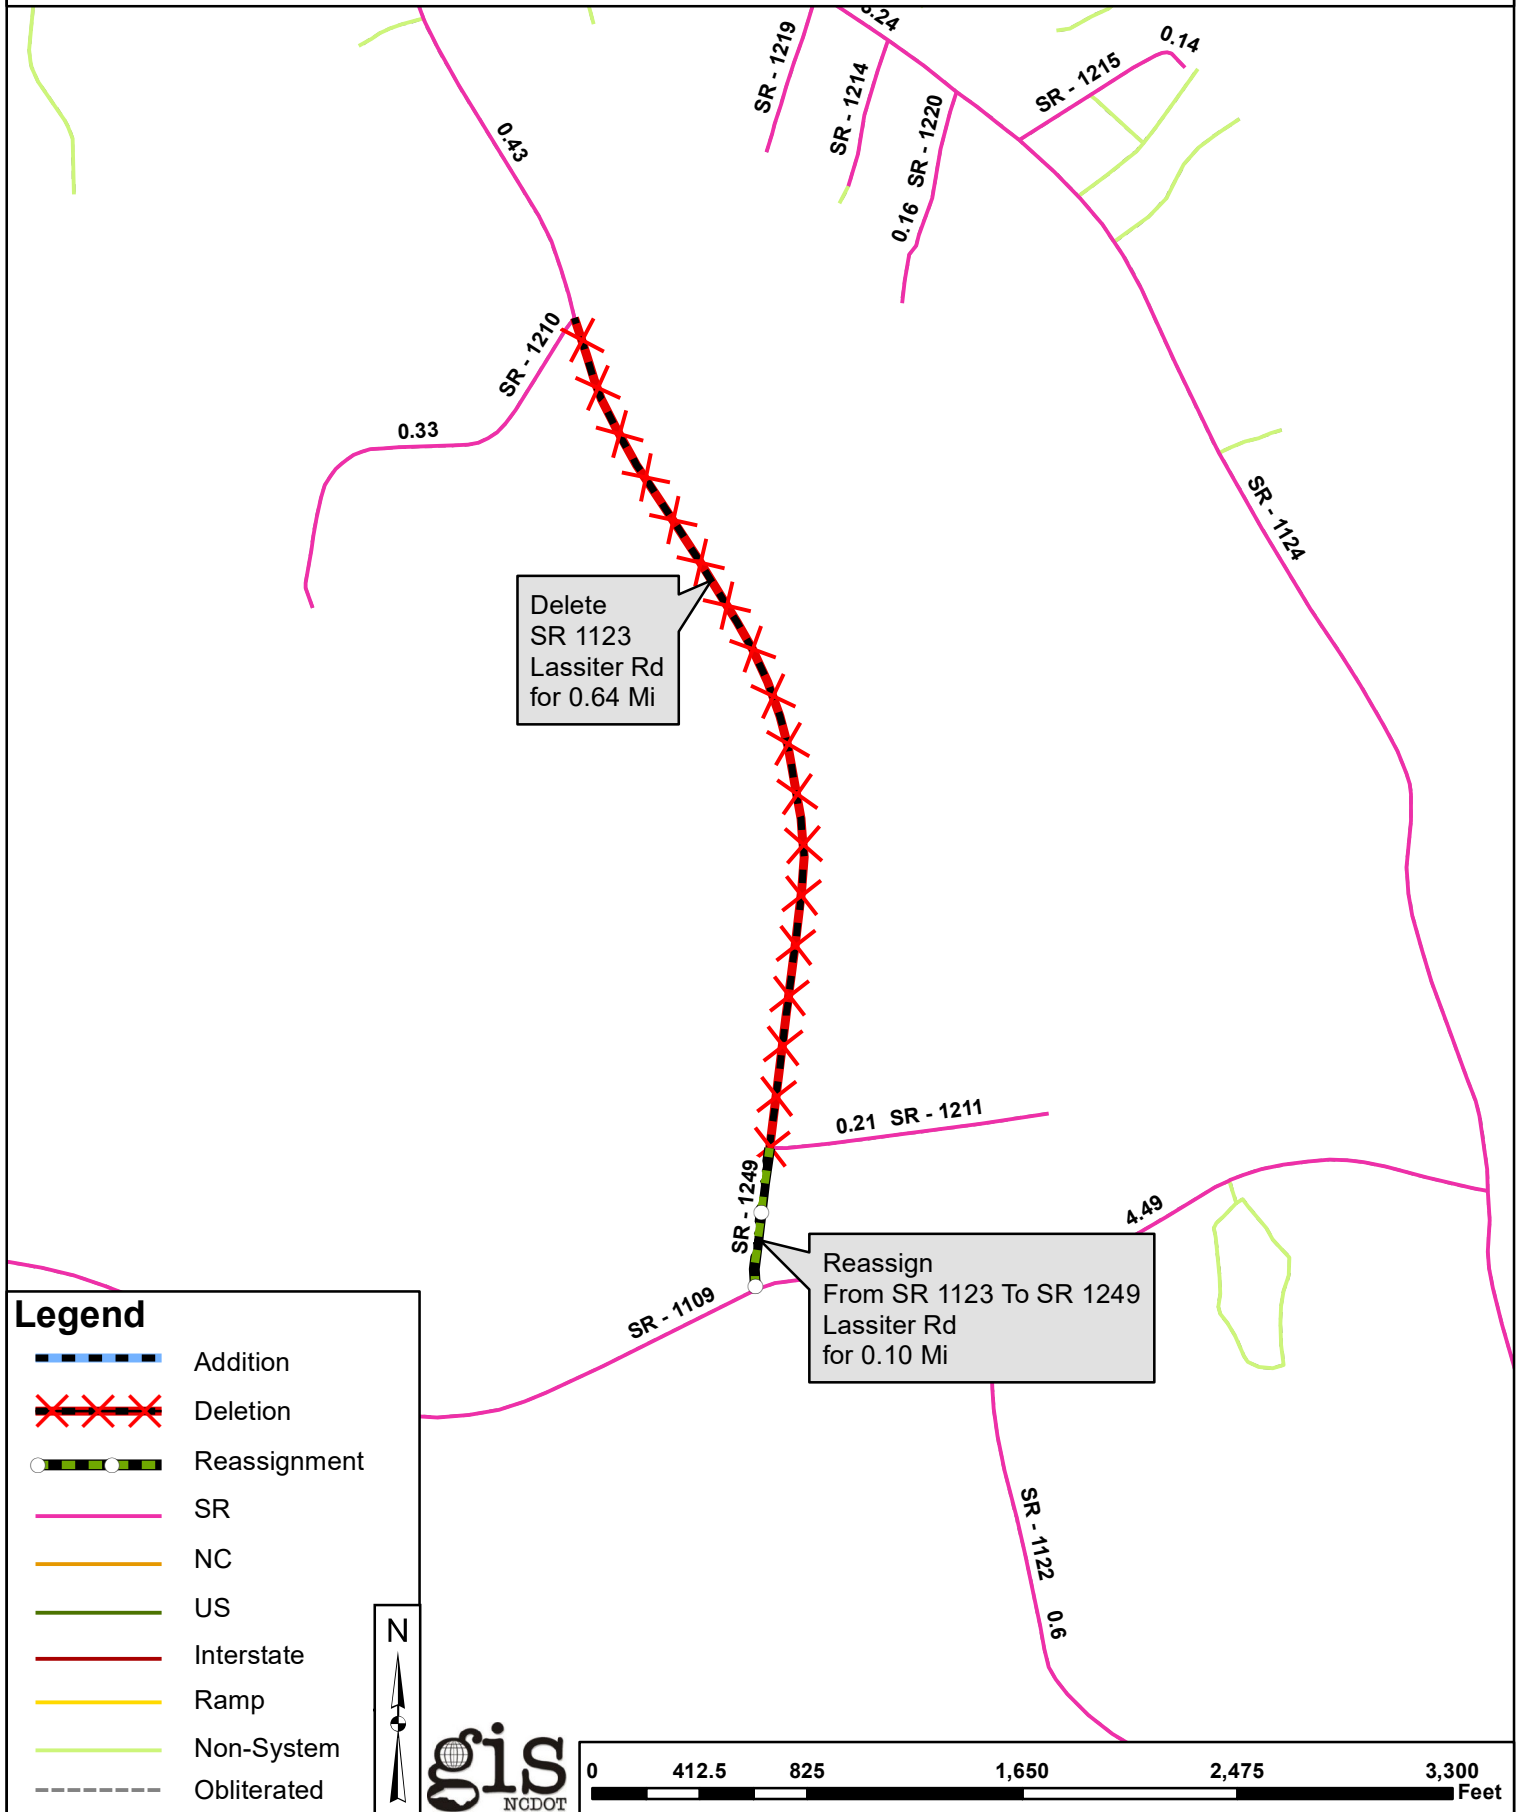 SR - 1219
SR - 1214
0.16 SR - 1220
SR - 1215
0.14
0.43
SR - 1210
0.33
SR - 1124
Delete
SR 1123
Lassiter Rd
for 0.64 Mi
0.21 SR - 1211
SR - 1249
4.49
Reassign
From SR 1123 To SR 1249
Lassiter Rd
for 0.10 Mi
SR - 1109
SR - 1122
0.6
Legend
Addition
Deletion
Reassignment
SR
NC
US
Interstate
Ramp
Non-System
Obliterated
N
gis
NCDOT
0 412.5 825 1,650 2,475 3,300
Feet